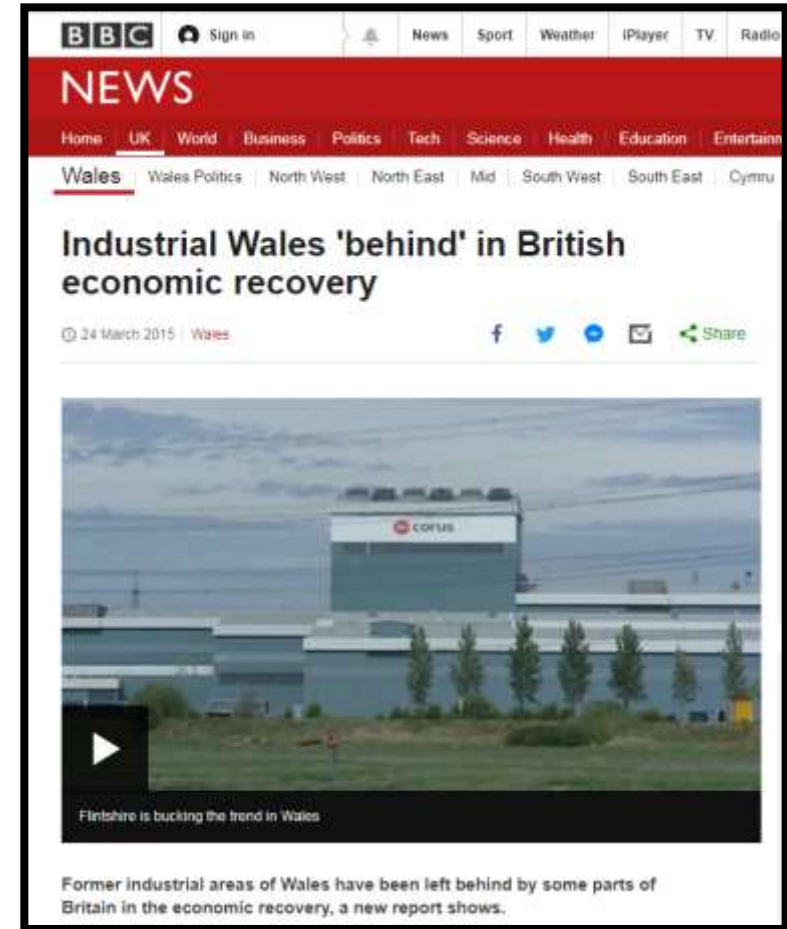 BBC Sign in News Sport Weather iPlayer TV Radio
NEWS
Home UK World Business Politics Tech Science Health Education Entertainm
Wales Wales Politics North West North East Mid South West South East Cymru
Industrial Wales 'behind' in British
economic recovery
24 March 2015 Wales Share
corus
Flintshire is bucking the trend in Wales
Former industrial areas of Wales have been left behind by some parts of
Britain in the economic recovery, a new report shows.